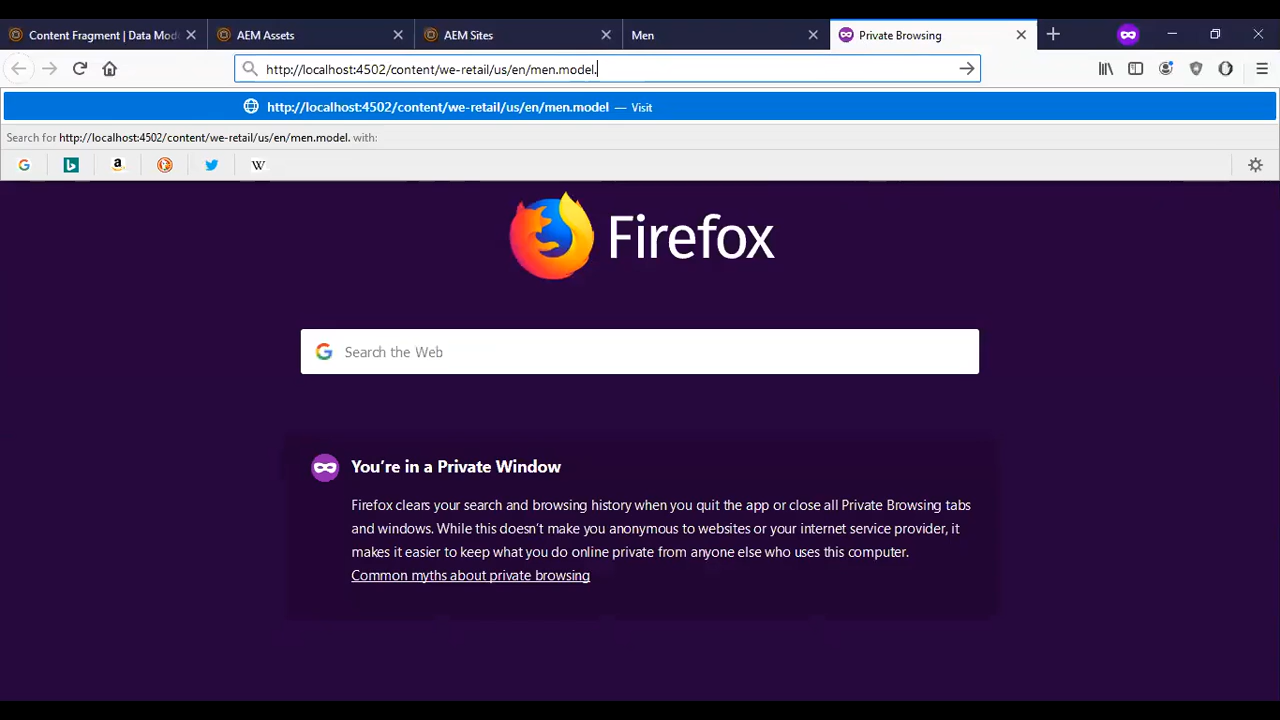 Content Fragment | Data Mode
AEM Assets
AEM Sites
Men
Private Browsing
http://localhost:4502/content/we-retail/us/en/men.model.
http://localhost:4502/content/we-retail/us/en/men.model — Visit
Search for http://localhost:4502/content/we-retail/us/en/men.model. with:
Firefox
Search the Web
You're in a Private Window
Firefox clears your search and browsing history when you quit the app or close all Private Browsing tabs
and windows. While this doesn't make you anonymous to websites or your internet service provider, it
makes it easier to keep what you do online private from anyone else who uses this computer.
Common myths about private browsing